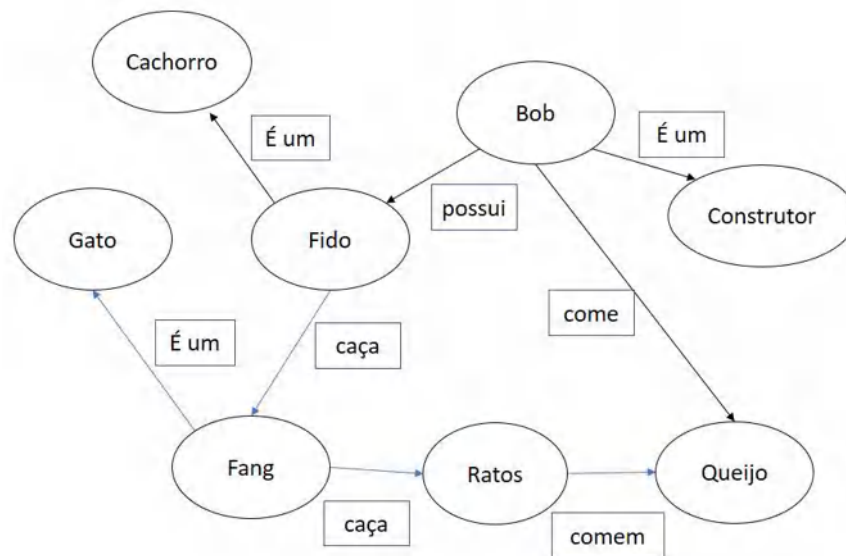 Cachorro
Bob
É um
É um
possui
Construtor
Gato
Fido
come
É um
caça
Fang
Ratos
Queijo
caça
comem